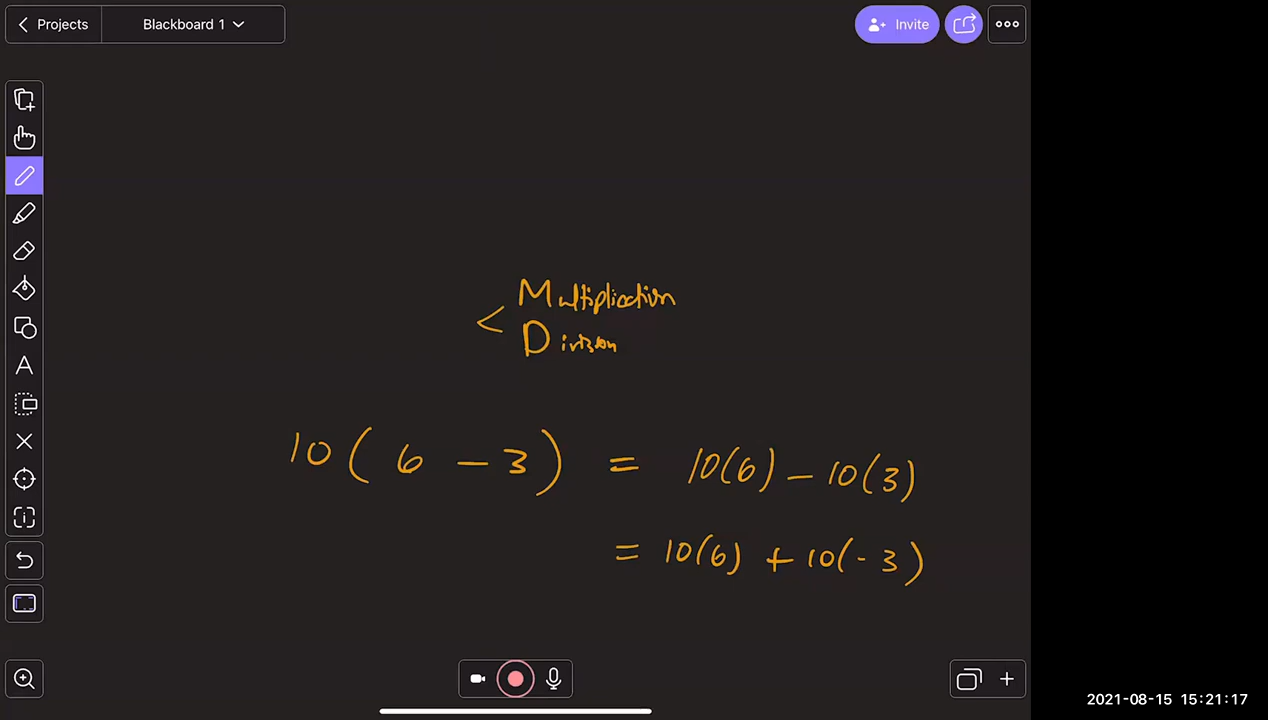 Projects
Blackboard 1
Invite
A
Multiplication
< Division
10 ( 6 - 3 ) = 10(6) - 10(3)
= 10(6) + 10(-3)
2021-08-15 15:21:17